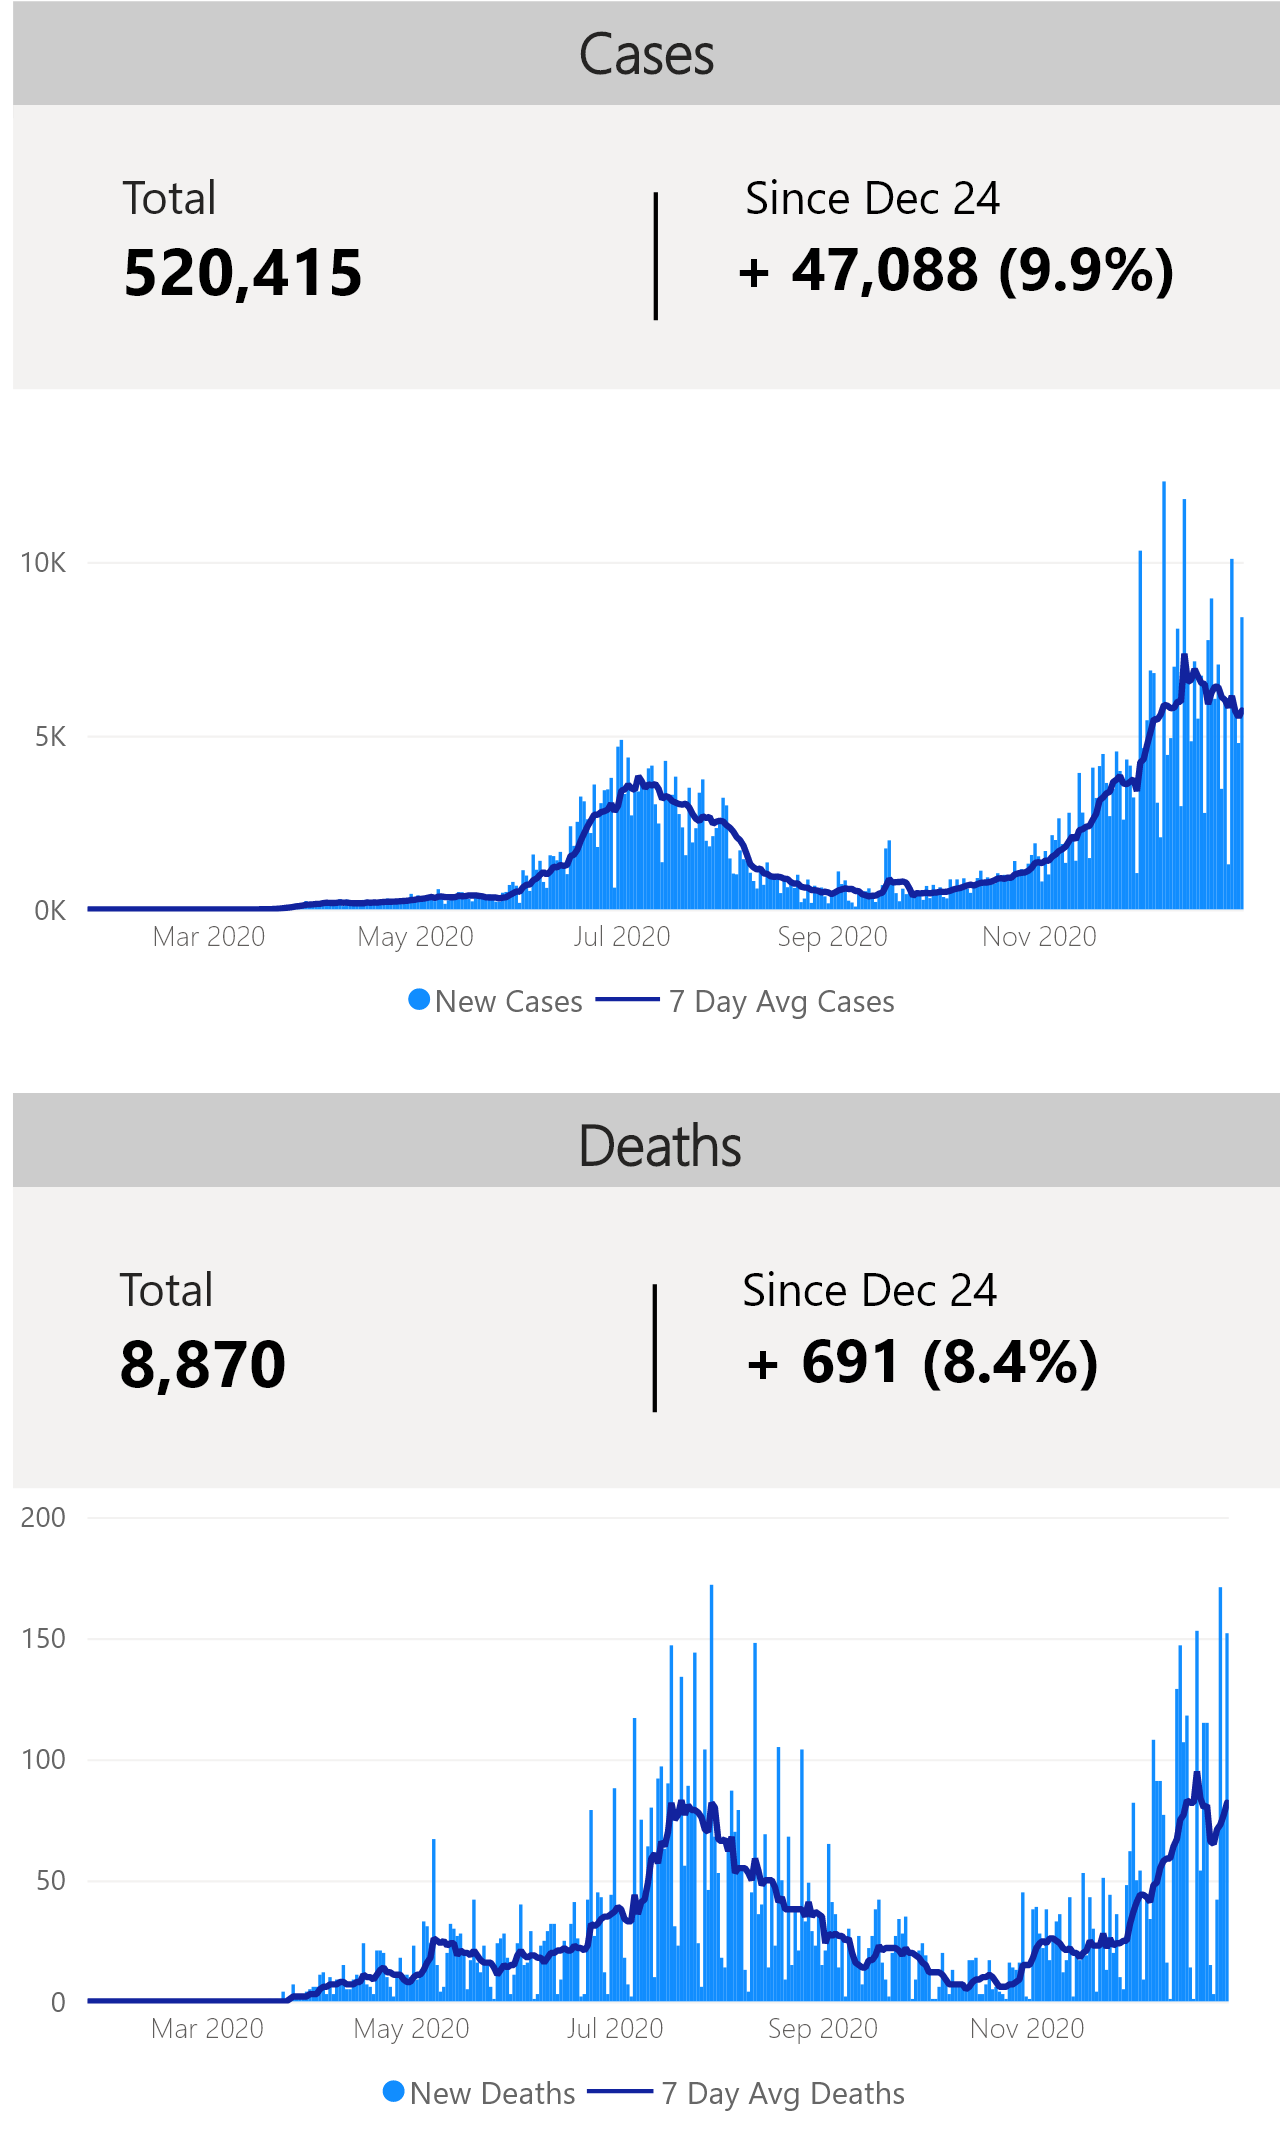 Cases
Total
Since Dec 24
520,415
+ 47,088 (9.9%)
10K
5K
0K
Mar 2020
May 2020
Jul 2020
Sep 2020
Nov 2020
New Cases
7 Day Avg Cases
Deaths
Total
Since Dec 24
8,870
+ 691 (8.4%)
200
150
100
50
0
Mar 2020
May 2020
Jul 2020
Sep 2020
Nov 2020
New Deaths
7 Day Avg Deaths